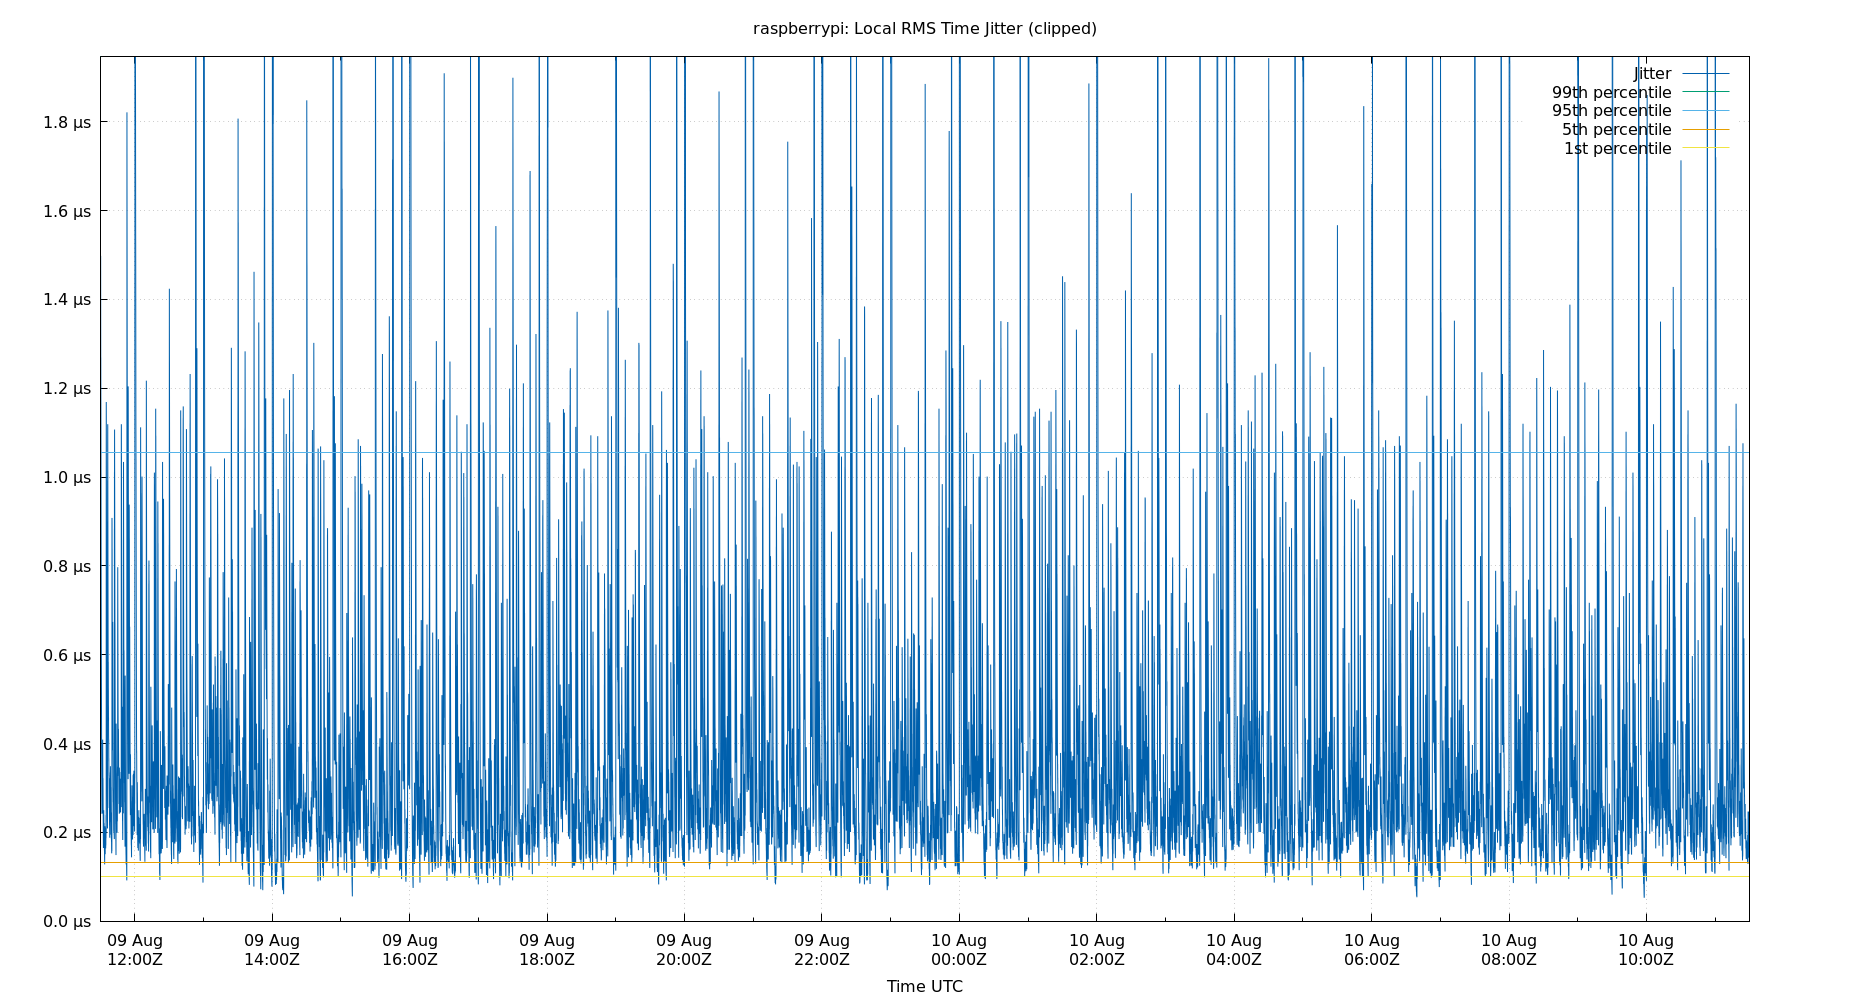 raspberrypi: Local RMS Time Jitter (clipped)
Jitter
99th percentile
95th percentile
5th percentile
1st percentile
1.8 µs
1.6 µs
1.4 µs
1.2 µs
1.0 µs
0.8 µs
0.6 µs
0.4 µs
0.2 µs
0.0 µs
09 Aug 09 Aug 09 Aug 09 Aug 09 Aug 09 Aug 10 Aug 10 Aug 10 Aug 10 Aug 10 Aug 10 Aug
12:00Z 14:00Z 16:00Z 18:00Z 20:00Z 22:00Z 00:00Z 02:00Z 04:00Z 06:00Z 08:00Z 10:00Z
Time UTC